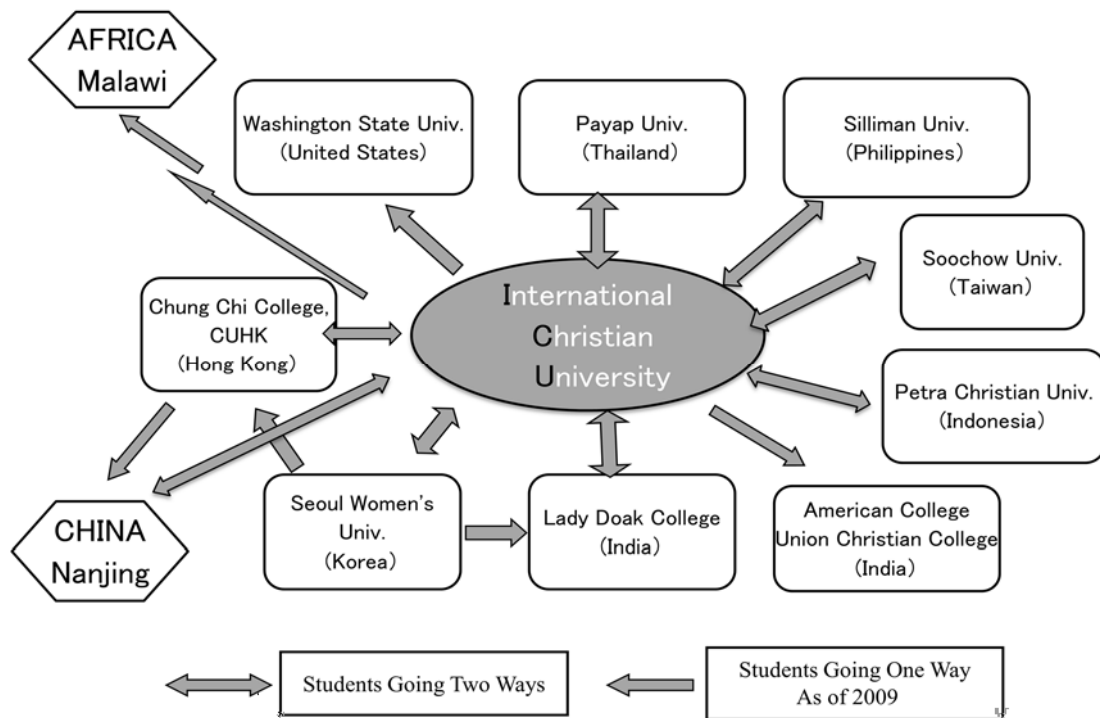 AFRICA
Malawi
Washington State Univ.
(United States)
Payap Univ.
(Thailand)
Silliman Univ.
(Philippines)
Soochow Univ.
(Taiwan)
Chung Chi College,
CUHK
(Hong Kong)
International
Christian
University
Petra Christian Univ.
(Indonesia)
CHINA
Nanjing
Seoul Women's
Univ.
(Korea)
Lady Doak College
(India)
American College
Union Christian College
(India)
Students Going Two Ways
Students Going One Way
As of 2009